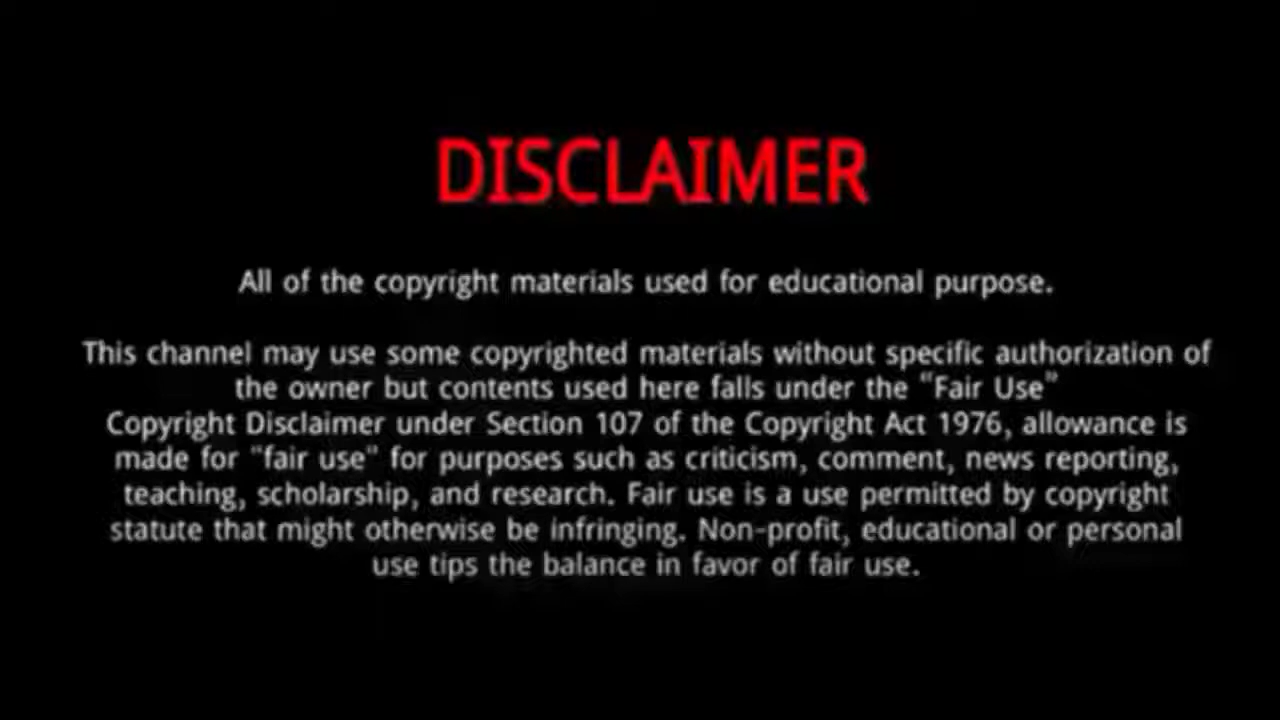 DISCLAIMER
All of the copyright materials used for educational purpose.
This channel may use some copyrighted materials without specific authorization of
the owner but contents used here falls under the “Fair Use”
Copyright Disclaimer under Section 107 of the Copyright Act 1976, allowance is
made for "fair use" for purposes such as criticism, comment, news reporting,
teaching, scholarship, and research. Fair use is a use permitted by copyright
statute that might otherwise be infringing. Non-profit, educational or personal
use tips the balance in favor of fair use.